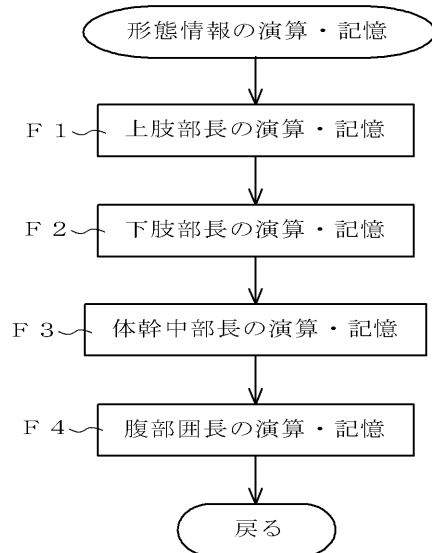 形態情報の演算・記憶
F1 上肢部長の演算・記憶
F2 下肢部長の演算・記憶
F3 体幹中部長の演算・記憶
F4 腹部囲長の演算・記憶
戻る